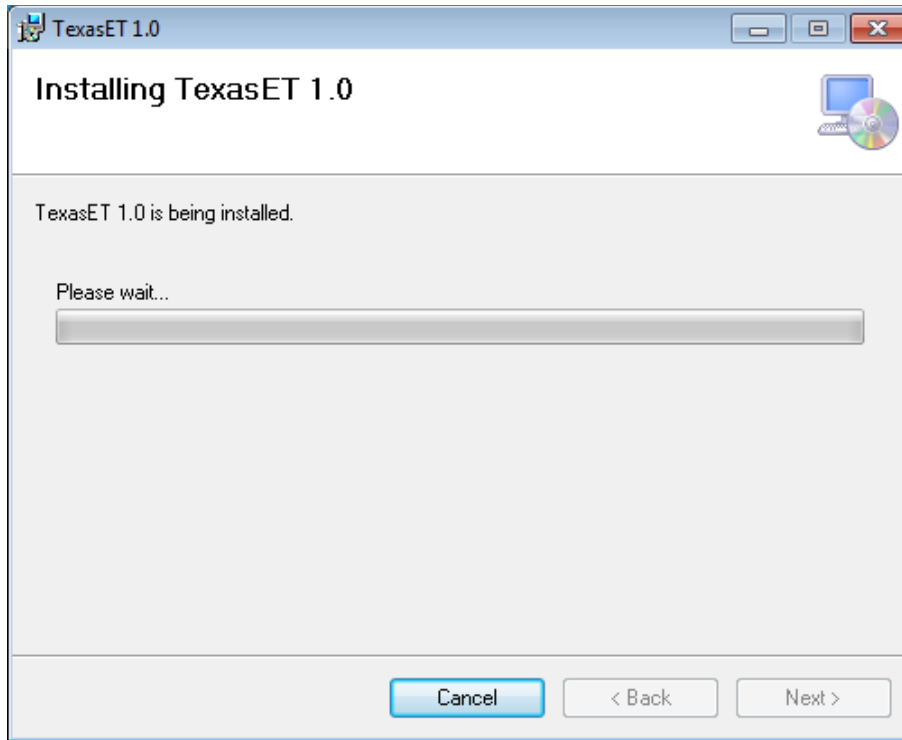 TexasET 1.0
Installing TexasET 1.0
TexasET 1.0 is being installed.
Please wait...
Cancel
< Back
Next >